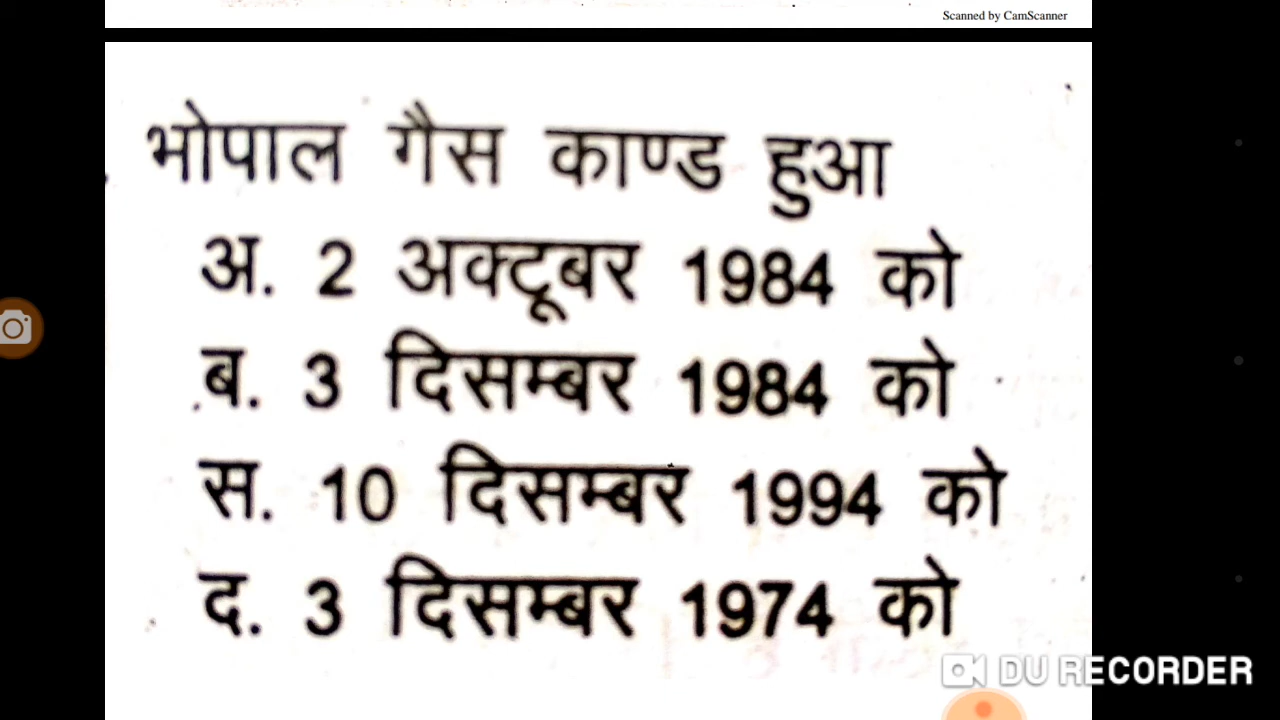 Scanned by CamScanner
भोपाल गैस काण्ड हुआ
अ. 2 अक्टूबर 1984 को
ब. 3 दिसम्बर 1984 को
स. 10 दिसम्बर 1994 को
द. 3 दिसम्बर 1974 को
DU RECORDER